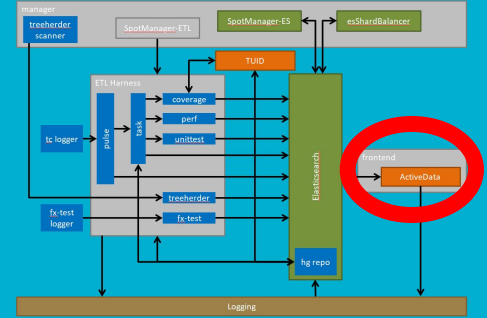 manager
treeherder
scanner
SpotManager-ETL
SpotManager-ES
esShardBalancer
TUID
ETL Harness
coverage
perf
unittest
pulse
task
tc logger
treeherder
fx-test
logger
fx-test
Elasticsearch
hg repo
frontend
ActiveData
Logging